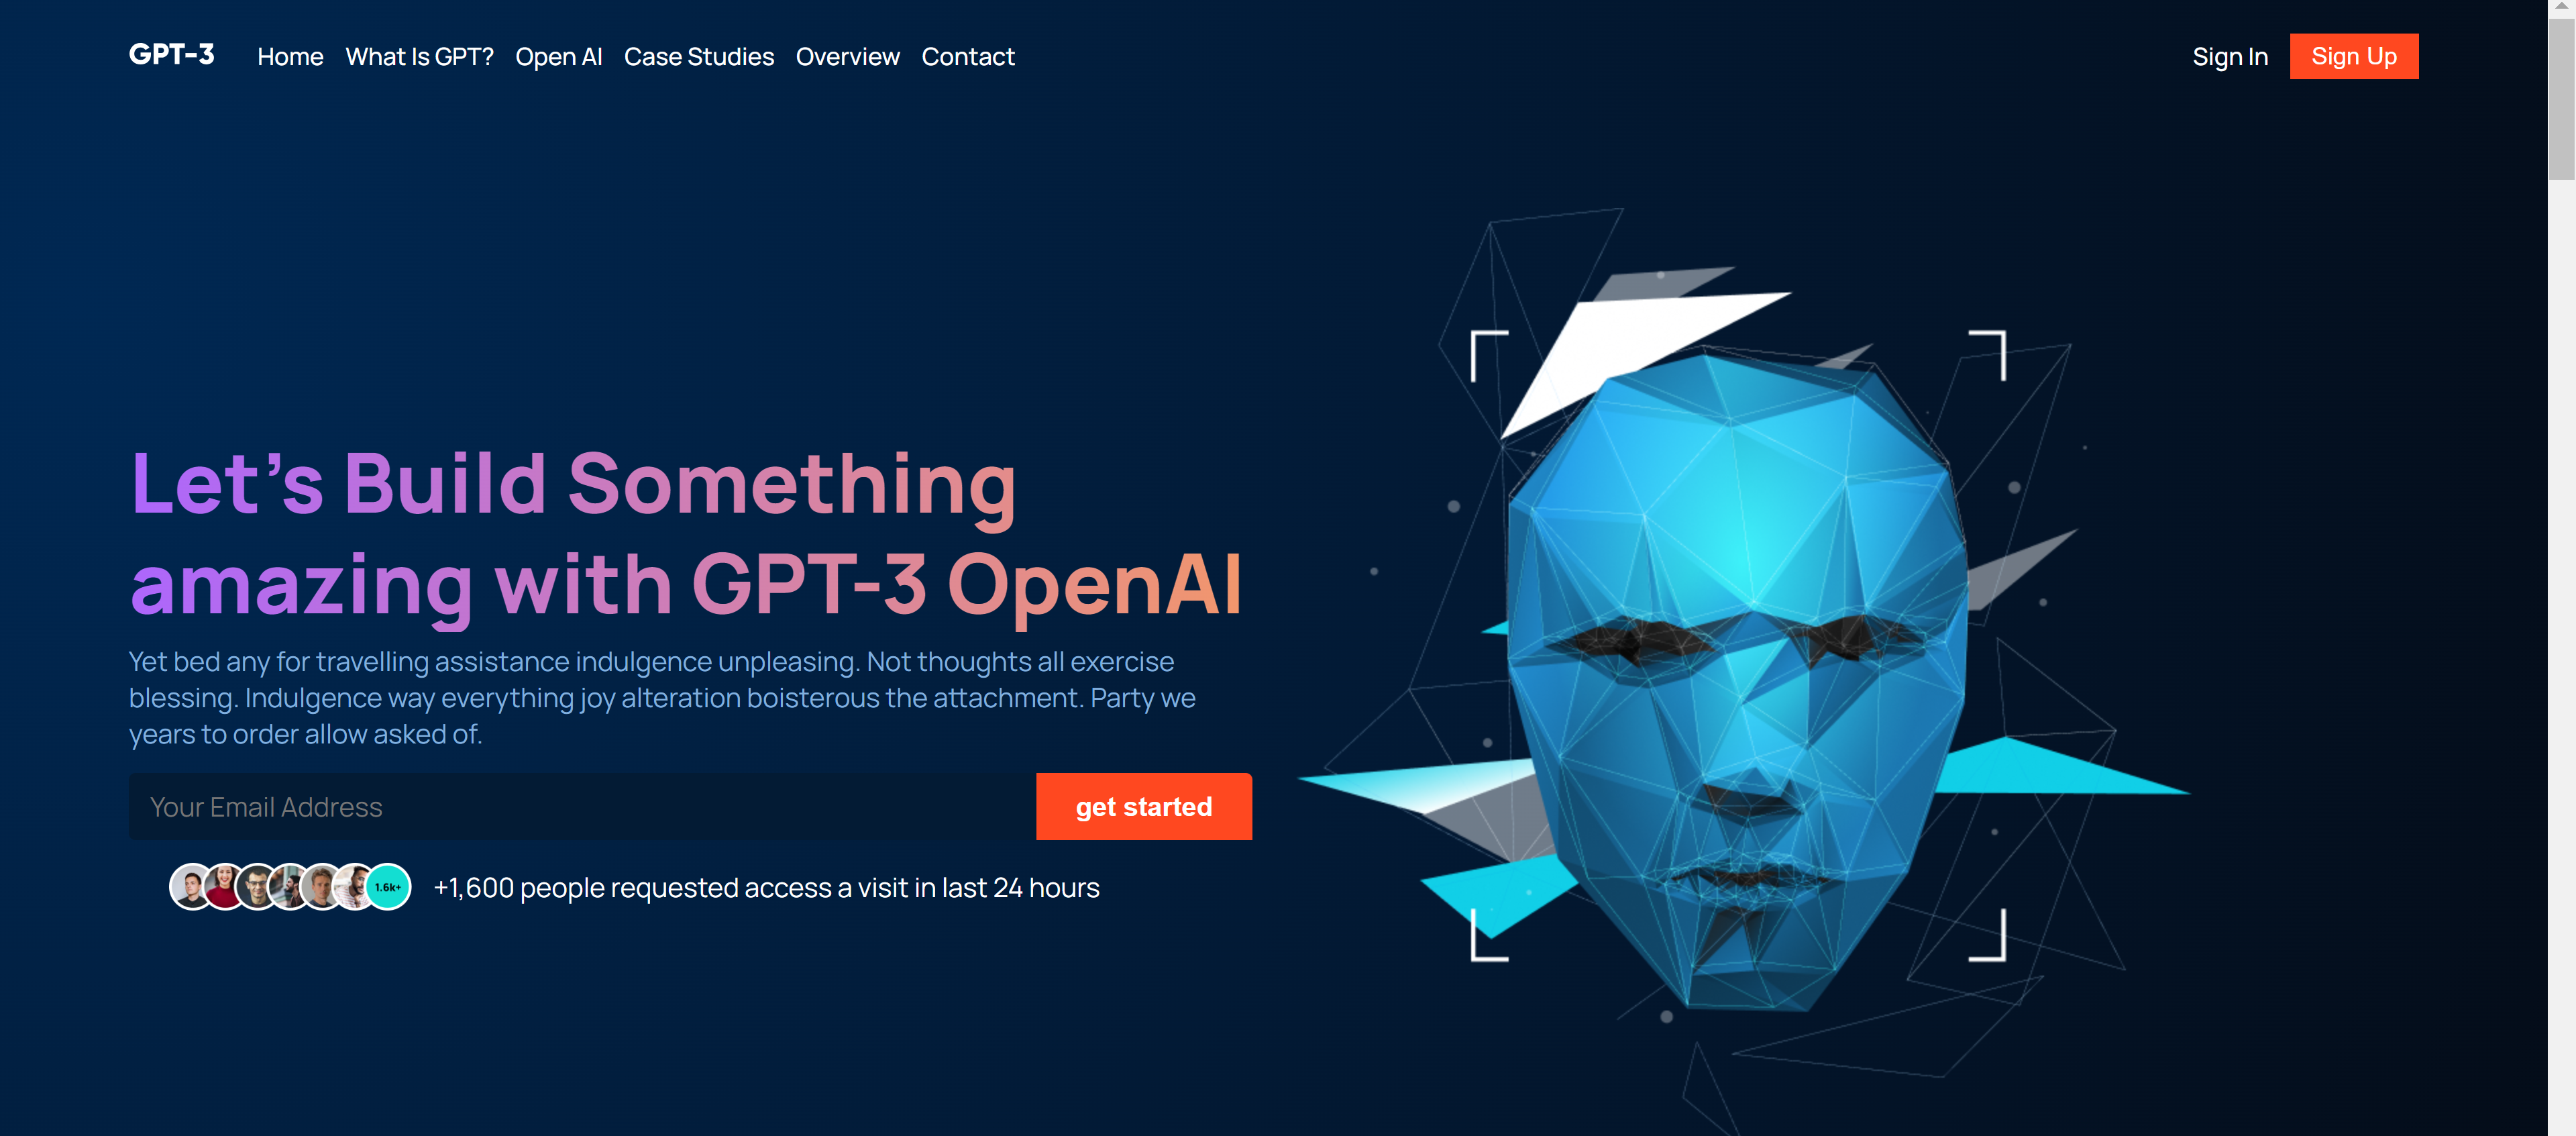 GPT-3 Home What Is GPT? Open AI Case Studies Overview Contact Sign In Sign Up
Let's Build Something
amazing with GPT-3 OpenAI
Yet bed any for travelling assistance indulgence unpleasing. Not thoughts all exercise
blessing. Indulgence way everything joy alteration boisterous the attachment. Party we
years to order allow asked of.
Your Email Address get started
1.6k+ +1,600 people requested access a visit in last 24 hours